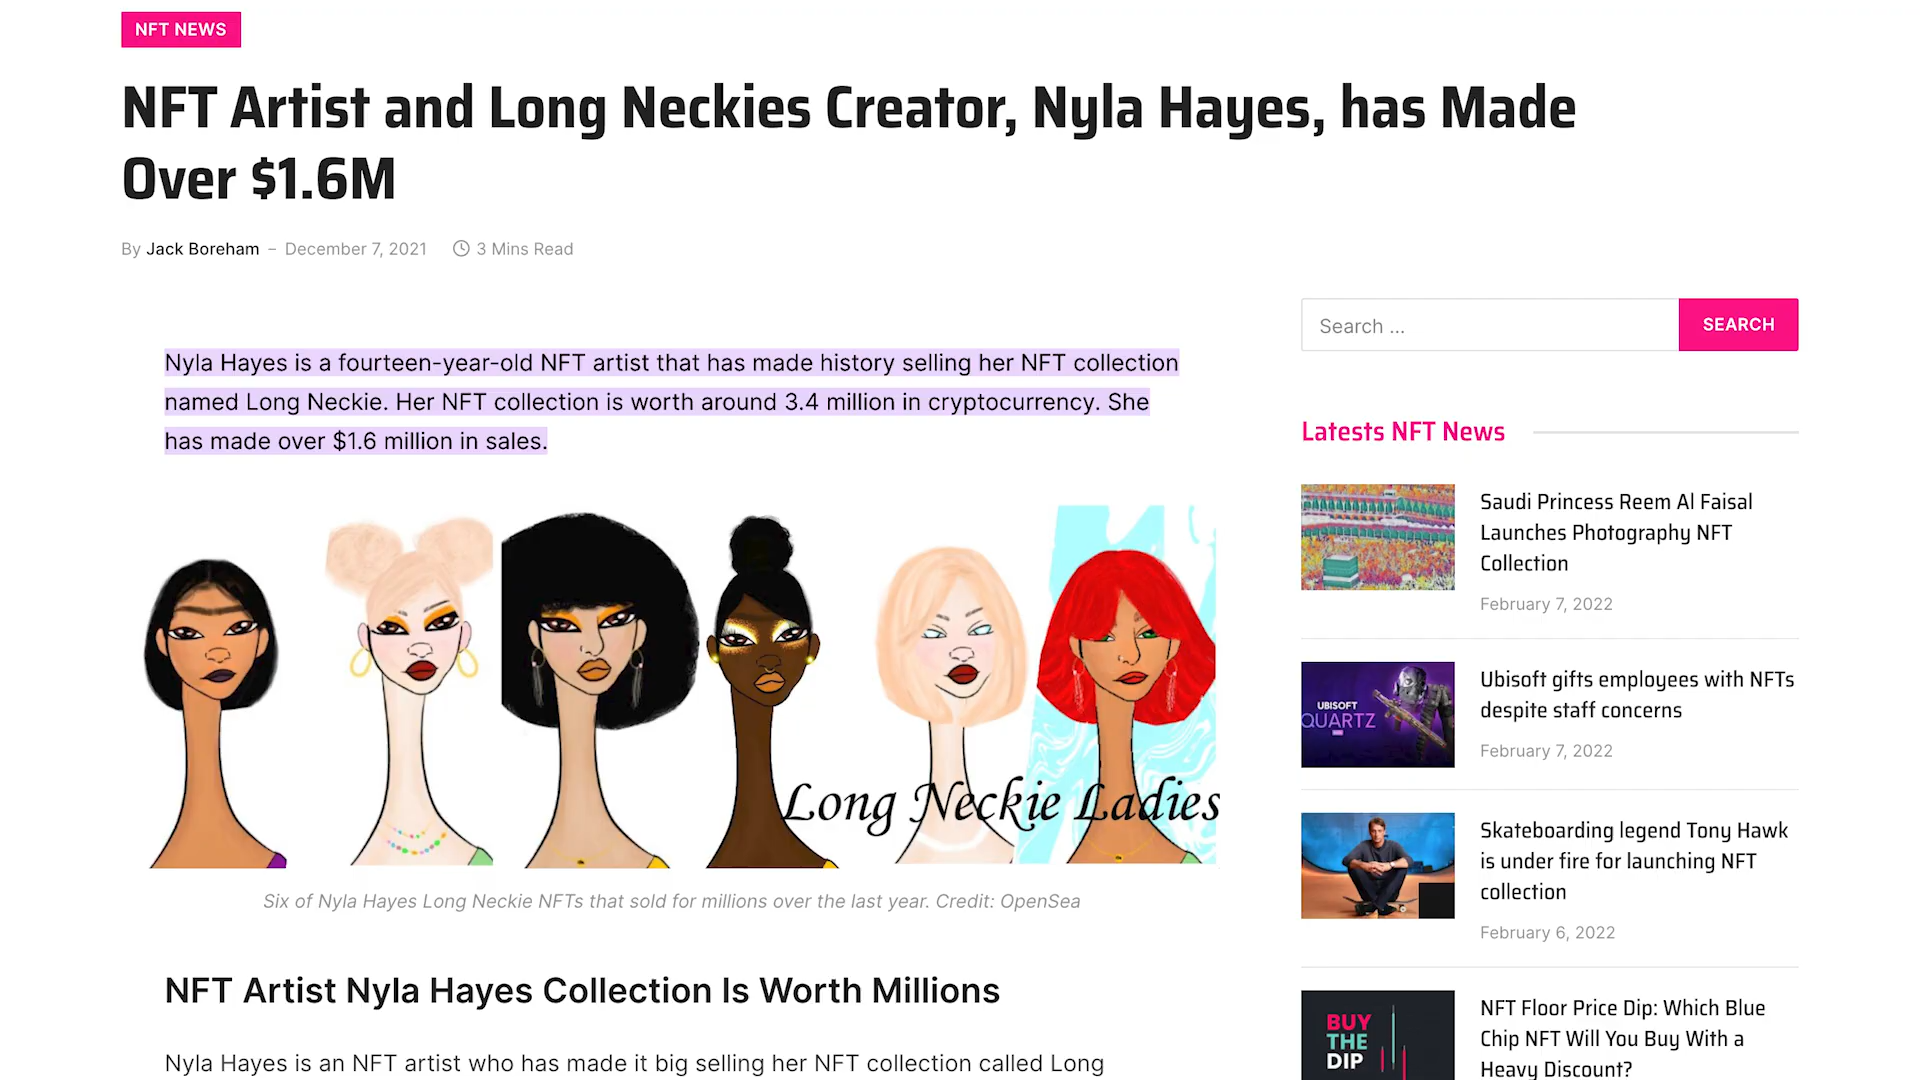 NFT NEWS
NFT Artist and Long Neckies Creator, Nyla Hayes, has Made
Over $1.6M
By Jack Boreham – December 7, 2021 3 Mins Read
Nyla Hayes is a fourteen-year-old NFT artist that has made history selling her NFT collection
named Long Neckie. Her NFT collection is worth around 3.4 million in cryptocurrency. She
has made over $1.6 million in sales.
Long Neckie Ladies
Six of Nyla Hayes Long Neckie NFTs that sold for millions over the last year. Credit: OpenSea
NFT Artist Nyla Hayes Collection Is Worth Millions
Nyla Hayes is an NFT artist who has made it big selling her NFT collection called Long
Search ...
SEARCH
Latests NFT News
Saudi Princess Reem Al Faisal
Launches Photography NFT
Collection
February 7, 2022
UBISOFT
QUARTZ
Ubisoft gifts employees with NFTs
despite staff concerns
February 7, 2022
Skateboarding legend Tony Hawk
is under fire for launching NFT
collection
February 6, 2022
BUY
THE
DIP
NFT Floor Price Dip: Which Blue
Chip NFT Will You Buy With a
Heavy Discount?